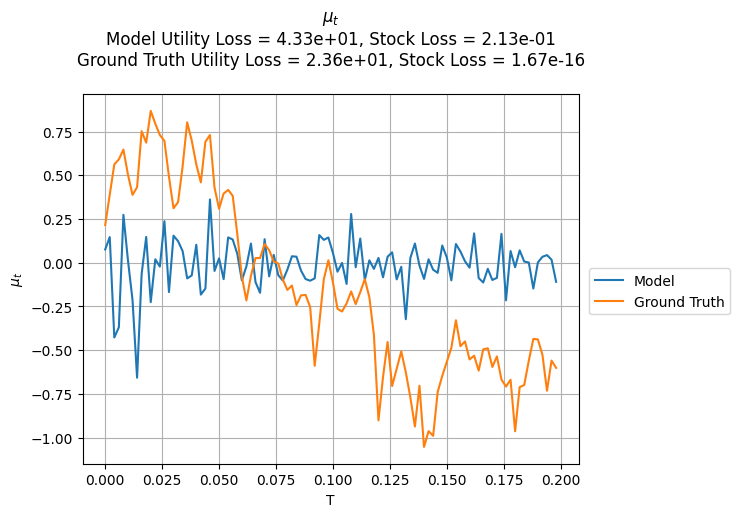 μt
Model Utility Loss = 4.33e+01, Stock Loss = 2.13e-01
Ground Truth Utility Loss = 2.36e+01, Stock Loss = 1.67e-16
0.75
0.50
0.25
0.00
−0.25
−0.50
−0.75
−1.00
μt
0.000 0.025 0.050 0.075 0.100 0.125 0.150 0.175 0.200
T
Model
Ground Truth